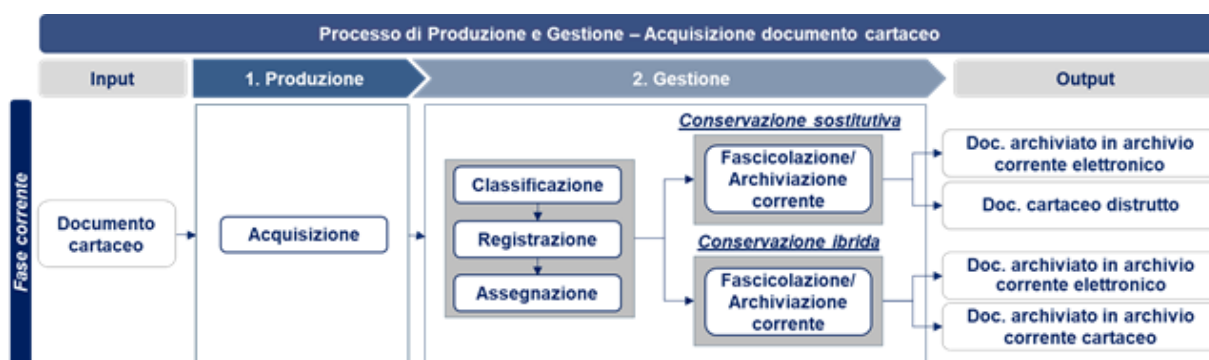 Processo di Produzione e Gestione – Acquisizione documento cartaceo
Input
1. Produzione
2. Gestione
Output
Fase corrente
Documento
cartaceo
Acquisizione
Classificazione
Registrazione
Assegnazione
Conservazione sostitutiva
Fascicolazione/
Archiviazione
corrente
Conservazione ibrida
Fascicolazione/
Archiviazione
corrente
Doc. archiviato in archivio
corrente elettronico
Doc. cartaceo distrutto
Doc. archiviato in archivio
corrente elettronico
Doc. archiviato in archivio
corrente cartaceo